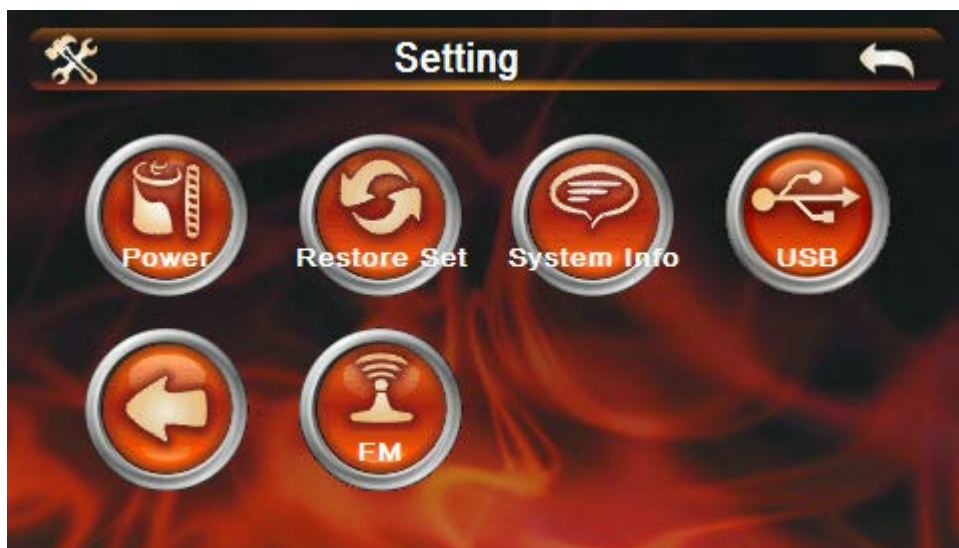 Setting
Power
Restore Set
System Info
USB
FM